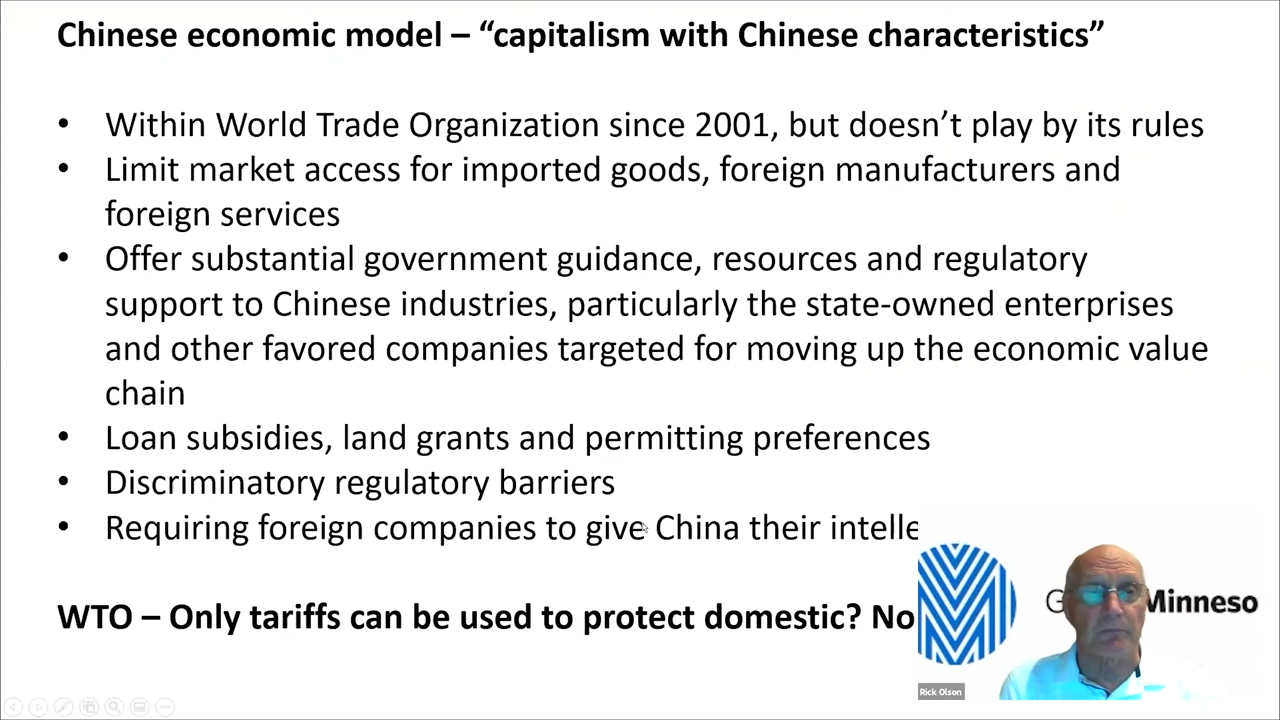 Chinese economic model – “capitalism with Chinese characteristics”
• Within World Trade Organization since 2001, but doesn’t play by its rules
• Limit market access for imported goods, foreign manufacturers and
foreign services
• Offer substantial government guidance, resources and regulatory
support to Chinese industries, particularly the state-owned enterprises
and other favored companies targeted for moving up the economic value
chain
• Loan subsidies, land grants and permitting preferences
• Discriminatory regulatory barriers
• Requiring foreign companies to give China their intelle
WTO – Only tariffs can be used to protect domestic? No
G Minneso
Rick Olson